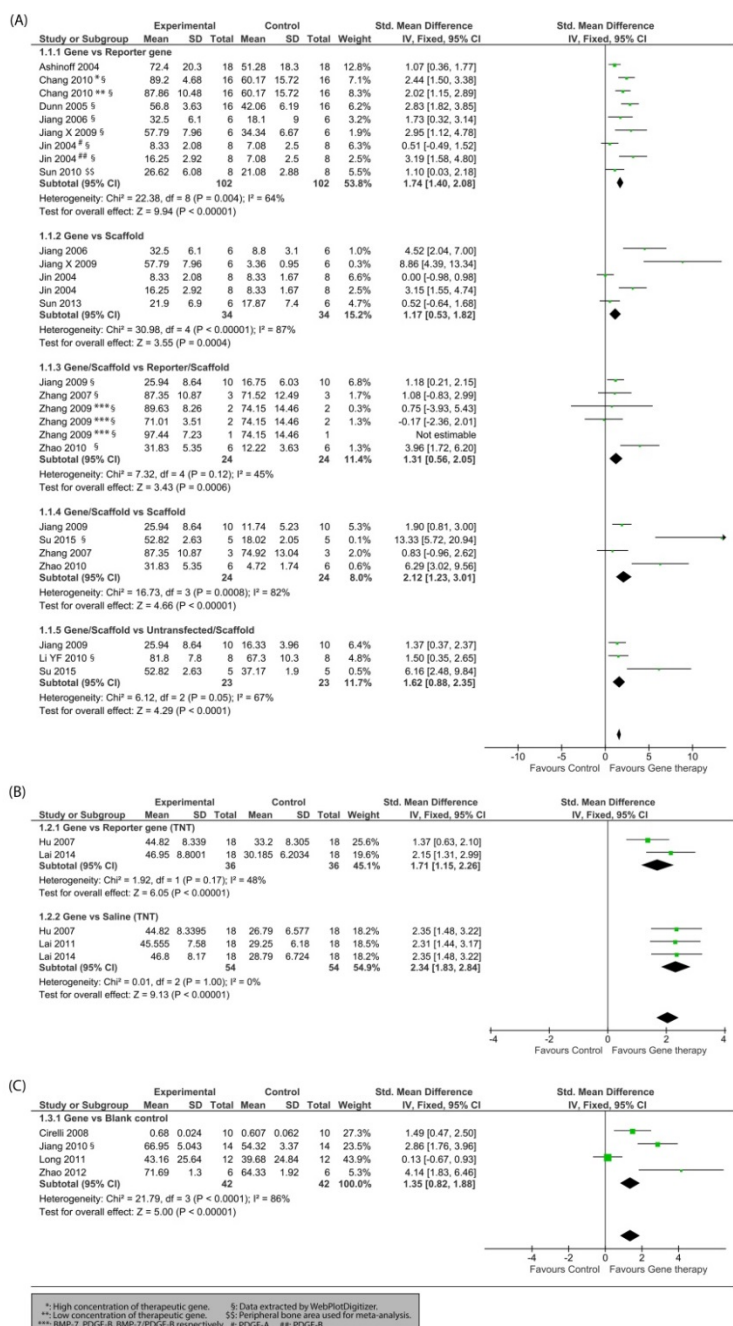 (A)
Experimental Control Std. Mean Difference Std. Mean Difference
Study or Subgroup Mean SD Total Mean SD Total Weight IV, Fixed, 95% CI IV, Fixed, 95% CI
1.1.1 Gene vs Reporter gene
Ashinoff 2004 72.4 20.3 18 51.28 18.3 18 12.8% 1.07 [0.36, 1.77]
Chang 2010 * § 89.2 4.68 16 60.17 15.72 16 7.1% 2.44 [1.50, 3.38]
Chang 2010 ** § 87.86 10.48 16 60.17 15.72 16 8.3% 2.02 [1.15, 2.89]
Dunn 2005 § 56.8 3.63 16 42.06 6.19 16 6.1% 2.83 [1.82, 3.85]
Jiang 2006 § 32.5 6.1 6 18.1 9 6 3.2% 1.73 [0.32, 3.14]
Jiang X 2009 § 57.79 7.96 6 34.34 6.67 6 1.9% 2.95 [1.12, 4.78]
Jin 2004 # § 8.33 2.08 8 7.08 2.5 8 6.2% 0.51 [-0.49, 1.52]
Jin 2004 ## § 16.25 2.92 8 7.08 2.5 8 2.4% 3.19 [1.58, 4.80]
Sun 2010 $$ 26.62 6.08 8 21.08 2.88 8 5.5% 1.10 [0.03, 2.18]
Subtotal (95% CI) 102 102 53.8% 1.74 [1.40, 2.08]
Heterogeneity: Chi² = 22.38, df = 8 (P = 0.004); I² = 64%
Test for overall effect: Z = 9.94 (P < 0.00001)
1.1.2 Gene vs Scaffold
Jiang 2006 32.5 6.1 6 8.8 3.1 6 1.0% 4.52 [2.04, 7.00]
Jiang X 2009 57.79 7.96 6 3.36 0.95 6 0.3% 8.86 [4.39, 13.34]
Jin 2004 8.33 2.08 8 8.33 1.67 8 6.6% 0.00 [-0.98, 0.98]
Jin 2004 16.25 2.92 8 8.33 1.67 8 2.5% 3.15 [1.55, 4.74]
Sun 2013 21.9 6.9 6 17.87 7.4 6 4.7% 0.52 [-0.64, 1.68]
Subtotal (95% CI) 34 34 15.2% 1.17 [0.53, 1.82]
Heterogeneity: Chi² = 30.98, df = 4 (P < 0.00001); I² = 87%
Test for overall effect: Z = 3.55 (P = 0.0004)
1.1.3 Gene/Scaffold vs Reporter/Scaffold
Jiang 2009 § 25.94 8.64 10 16.75 6.03 10 6.8% 1.18 [0.21, 2.15]
Zhang 2007 § 87.35 10.87 3 71.52 12.49 3 1.7% 1.08 [-0.83, 2.99]
Zhang 2009 *** § 89.63 8.26 2 74.15 14.46 2 0.3% 0.75 [-3.93, 5.43]
Zhang 2009 *** § 71.01 3.51 2 74.15 14.46 2 1.3% -0.17 [-2.36, 2.01]
Zhang 2009 *** § 97.44 7.23 1 74.15 14.46 1 Not estimable
Zhao 2010 § 31.83 5.35 6 12.22 3.63 6 1.3% 3.96 [1.72, 6.20]
Subtotal (95% CI) 24 24 11.4% 1.31 [0.56, 2.05]
Heterogeneity: Chi² = 7.32, df = 4 (P = 0.12); I² = 45%
Test for overall effect: Z = 3.43 (P = 0.0006)
1.1.4 Gene/Scaffold vs Scaffold
Jiang 2009 25.94 8.64 10 11.74 5.23 10 5.3% 1.90 [0.81, 3.00]
Su 2015 § 52.82 2.63 5 18.02 2.05 5 0.1% 13.33 [5.72, 20.94]
Zhang 2007 87.35 10.87 3 74.92 13.04 3 2.0% 0.83 [-0.96, 2.62]
Zhao 2010 31.83 5.35 6 4.72 1.74 6 0.6% 6.29 [3.02, 9.56]
Subtotal (95% CI) 24 24 8.0% 2.12 [1.23, 3.01]
Heterogeneity: Chi² = 16.73, df = 3 (P = 0.0008); I² = 82%
Test for overall effect: Z = 4.66 (P < 0.00001)
1.1.5 Gene/Scaffold vs Untransfected/Scaffold
Jiang 2009 25.94 8.64 10 16.33 3.96 10 6.4% 1.37 [0.37, 2.37]
Li YF 2010 § 81.8 7.8 8 67.3 10.3 8 4.8% 1.50 [0.35, 2.65]
Su 2015 52.82 2.63 5 37.17 1.9 5 0.5% 6.16 [2.48, 9.84]
Subtotal (95% CI) 23 23 11.7% 1.62 [0.88, 2.35]
Heterogeneity: Chi² = 6.12, df = 2 (P = 0.05); I² = 67%
Test for overall effect: Z = 4.29 (P < 0.0001)
-10 -5 0 5 10
Favours Control Favours Gene therapy
(B)
Experimental Control Std. Mean Difference Std. Mean Difference
Study or Subgroup Mean SD Total Mean SD Total Weight IV, Fixed, 95% CI IV, Fixed, 95% CI
1.2.1 Gene vs Reporter gene (TNT)
Hu 2007 44.82 8.339 18 33.2 8.305 18 25.6% 1.37 [0.63, 2.10]
Lai 2014 46.95 8.8001 18 30.185 6.2034 18 19.6% 2.15 [1.31, 2.99]
Subtotal (95% CI) 36 36 45.1% 1.71 [1.15, 2.26]
Heterogeneity: Chi² = 1.92, df = 1 (P = 0.17); I² = 48%
Test for overall effect: Z = 6.05 (P < 0.00001)
1.2.2 Gene vs Saline (TNT)
Hu 2007 44.82 8.3395 18 26.79 6.577 18 18.2% 2.35 [1.48, 3.22]
Lai 2011 45.555 7.58 18 29.25 6.18 18 18.5% 2.31 [1.44, 3.17]
Lai 2014 46.8 8.17 18 28.79 6.724 18 18.2% 2.35 [1.48, 3.22]
Subtotal (95% CI) 54 54 54.9% 2.34 [1.83, 2.84]
Heterogeneity: Chi² = 0.01, df = 2 (P = 1.00); I² = 0%
Test for overall effect: Z = 9.13 (P < 0.00001)
-4 -2 0 2 4
Favours Control Favours Gene therapy
(C)
Experimental Control Std. Mean Difference Std. Mean Difference
Study or Subgroup Mean SD Total Mean SD Total Weight IV, Fixed, 95% CI IV, Fixed, 95% CI
1.3.1 Gene vs Blank control
Cirelli 2008 0.68 0.024 10 0.607 0.062 10 27.3% 1.49 [0.47, 2.50]
Jiang 2010 § 66.95 5.043 14 54.32 3.37 14 23.5% 2.86 [1.76, 3.96]
Long 2011 43.16 25.64 12 39.68 24.84 12 43.9% 0.13 [-0.67, 0.93]
Zhao 2012 71.69 1.3 6 64.33 1.92 6 5.3% 4.14 [1.83, 6.46]
Subtotal (95% CI) 42 42 100.0% 1.35 [0.82, 1.88]
Heterogeneity: Chi² = 21.79, df = 3 (P < 0.0001); I² = 86%
Test for overall effect: Z = 5.00 (P < 0.00001)
-4 -2 0 2 4
Favours Control Favours Gene therapy
*: High concentration of therapeutic gene. §: Data extracted by WebPlotDigitizer.
**: Low concentration of therapeutic gene. $$: Peripheral bone area used for meta-analysis.
***: BMP-7, PDGF-B, BMP-7/PDGF-B respectively. #: PDGF-A. ##: PDGF-B.